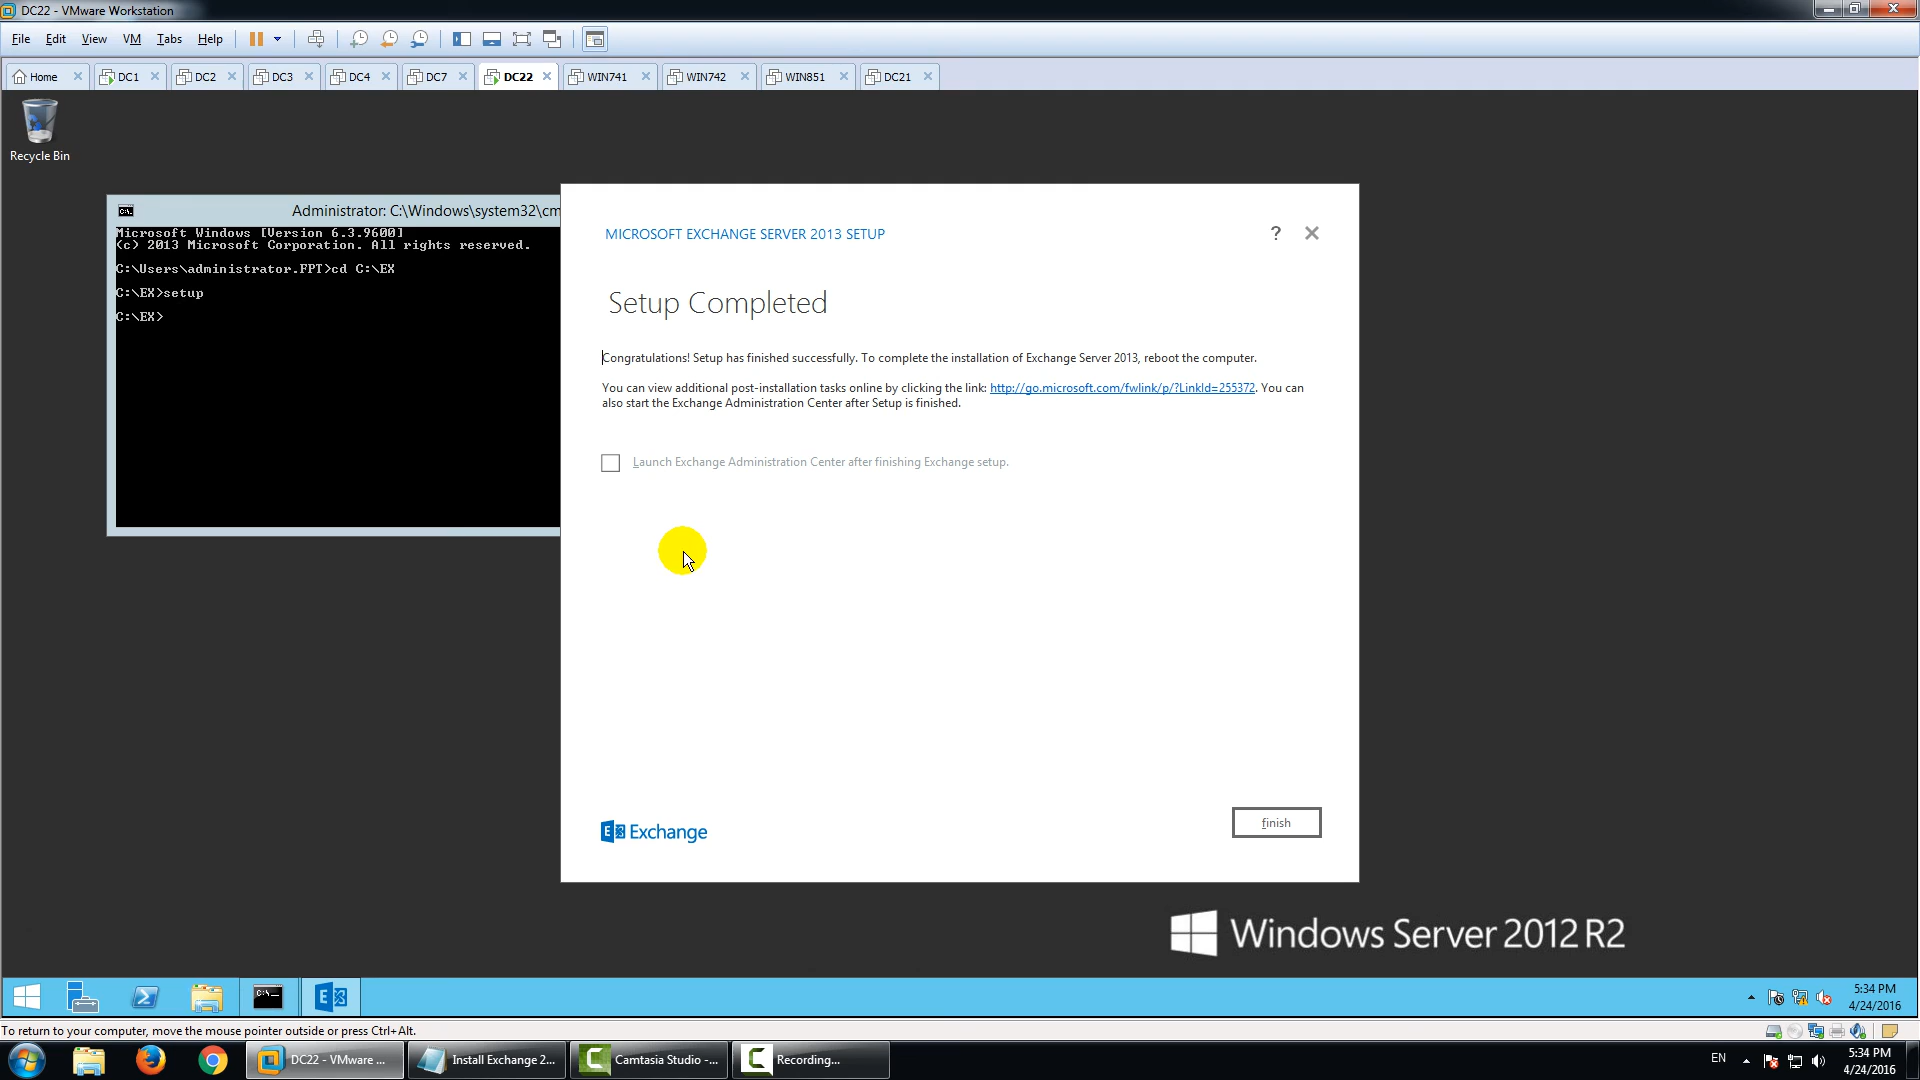 DC22 - VMware Workstation
File Edit View VM Tabs Help
Home DC1 DC2 DC3 DC4 DC7 DC22 WIN741 WIN742 WIN851 DC21
Recycle Bin
Administrator: C:\Windows\system32\cm
Microsoft Windows [Version 6.3.9600]
(c) 2013 Microsoft Corporation. All rights reserved.
C:\Users\administrator.FPT>cd C:\EX
C:\EX>setup
C:\EX>
MICROSOFT EXCHANGE SERVER 2013 SETUP
?
Setup Completed
Congratulations! Setup has finished successfully. To complete the installation of Exchange Server 2013, reboot the computer.
You can view additional post-installation tasks online by clicking the link: http://go.microsoft.com/fwlink/p/?LinkId=255372. You can
also start the Exchange Administration Center after Setup is finished.
Launch Exchange Administration Center after finishing Exchange setup.
Exchange
finish
Windows Server 2012 R2
5:34 PM
4/24/2016
To return to your computer, move the mouse pointer outside or press Ctrl+Alt.
DC22 - VMware ... Install Exchange 2... Camtasia Studio -... Recording...
EN
5:34 PM
4/24/2016